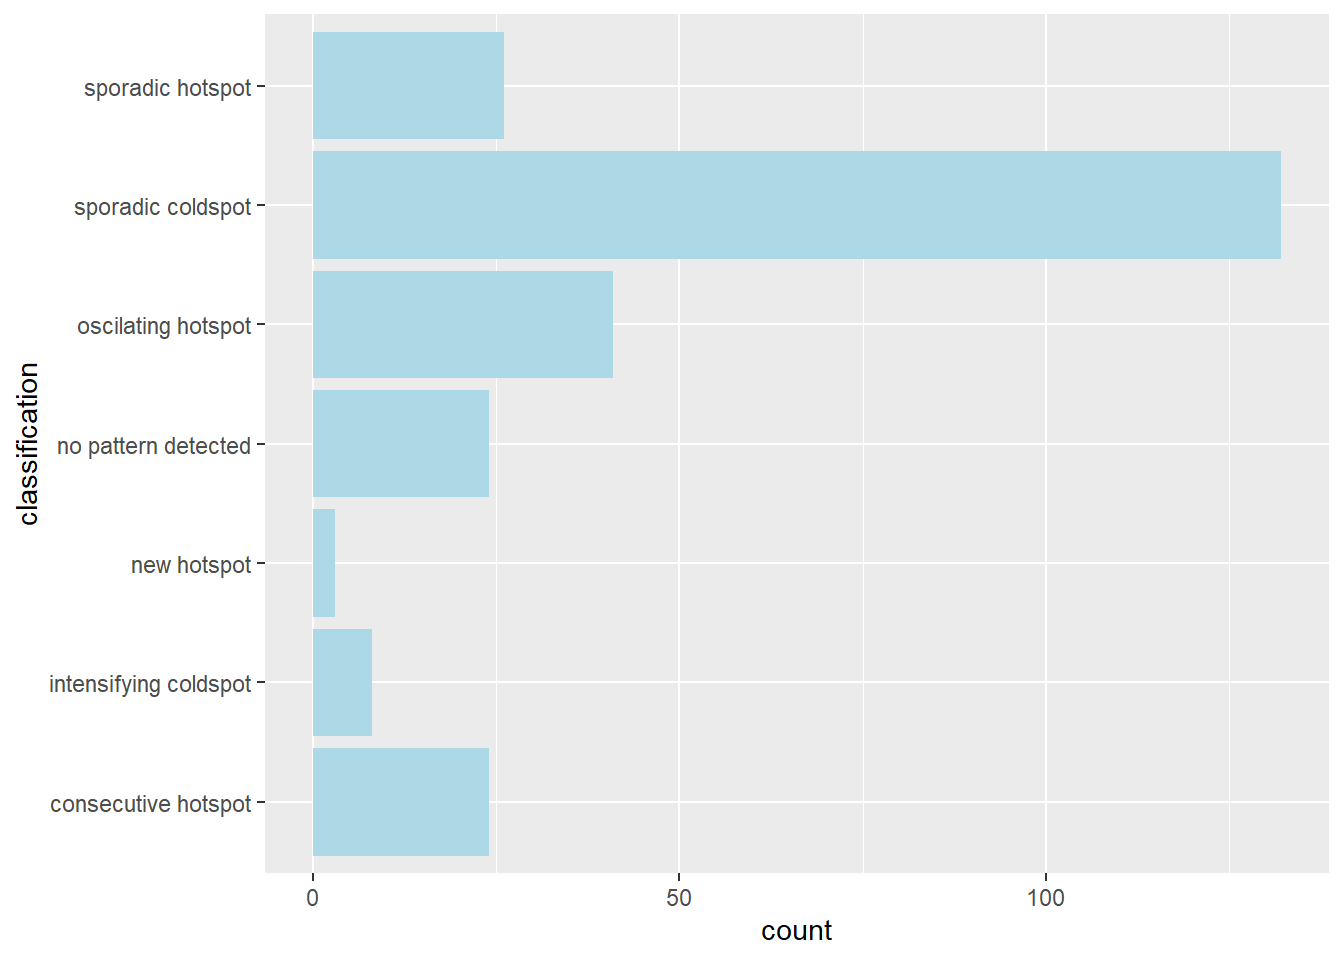 sporadic hotspot
sporadic coldspot
oscilating hotspot
no pattern detected
new hotspot
intensifying coldspot
consecutive hotspot
classification
0 50 100
count